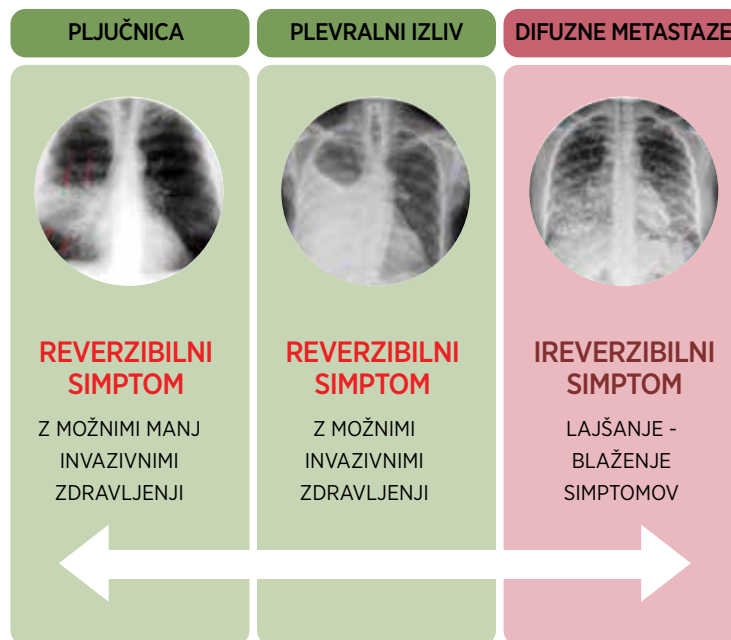 PLJUČNICA
REVERZIBILNI
SIMPTOM
Z MOŽNIMI MANJ
INVAZIVNIMI
ZDRAVLJENJI
PLEVRALNI IZLIV
REVERZIBILNI
SIMPTOM
Z MOŽNIMI
INVAZIVNIMI
ZDRAVLJENJI
DIFUZNE METASTAZE
IREVERZIBILNI
SIMPTOM
LAJŠANJE -
BLAŽENJE
SIMPTOMOV